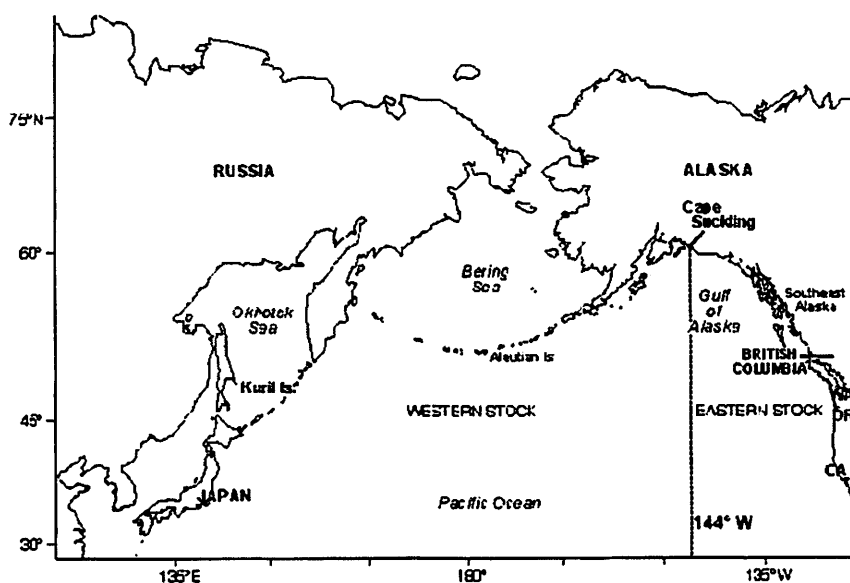 75°N
RUSSIA
ALASKA
Cape
Suckling
60°
Bering
Sea
Okhotsk
Sea
Gulf
of
Alaska
Southeast
Alaska
Aleutian Is
BRITISH
COLUMBIA
Kuril Is.
45°
WESTERN STOCK
EASTERN STOCK
OR
CA
JAPAN
Pacific Ocean
144° W
30°
135°E
180°
135°W